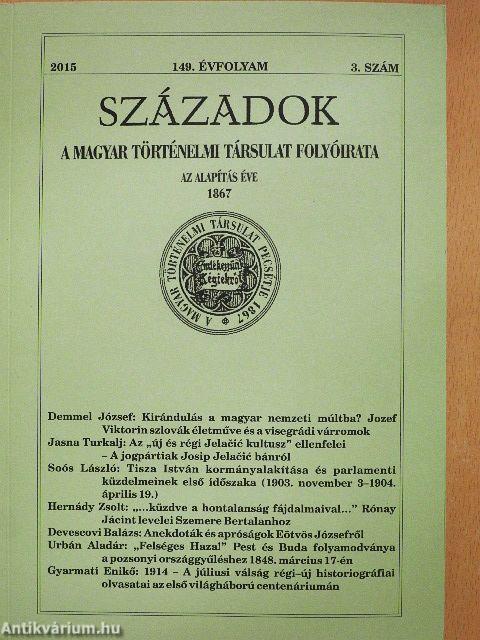 2015 149. ÉVFOLYAM 3. SZÁM
SZÁZADOK
A MAGYAR TÖRTÉNELMI TÁRSULAT FOLYÓIRATA
AZ ALAPÍTÁS ÉVE
1867
A MAGYAR TÖRTÉNELMI TÁRSULAT PECSÉTJE 1867
Emlékezzünk
Régiekről
Demmel József: Kirándulás a magyar nemzeti múltba? Jozef
Viktorin szlovák életműve és a visegrádi várromok
Jasna Turkalj: Az „új és régi Jelačić kultusz” ellenfelei
– A jogpártiak Josip Jelačić bánról
Soós László: Tisza István kormányalakítása és parlamenti
küzdelmeinek első időszaka (1903. november 3–1904.
április 19.)
Hernády Zsolt: „...küzdve a hontalanság fájdalmaival...” Rónay
Jácint levelei Szemere Bertalanhoz
Devescovi Balázs: Anekdoták és apróságok Eötvös Józsefről
Urbán Aladár: „Felséges Haza!” Pest és Buda folyamodványa
a pozsonyi országgyűléshez 1848. március 17-én
Gyarmati Enikő: 1914 – A júliusi válság régi-új historiográfiai
olvasatai az első világháború centenáriumán
Antikvárium.hu